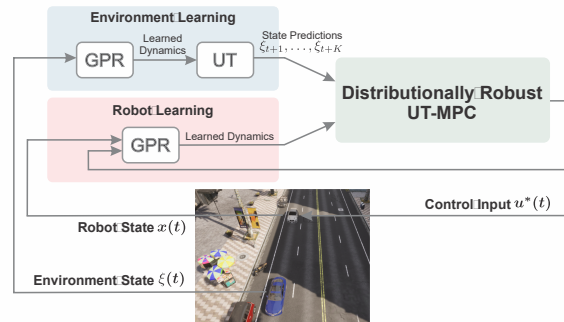 Environment Learning
GPR
Learned
Dynamics
UT
State Predictions
ξt+1, . . . , ξt+K
Distributionally Robust
UT-MPC
Robot Learning
GPR
Learned Dynamics
Control Input u*(t)
Robot State x(t)
Environment State ξ(t)